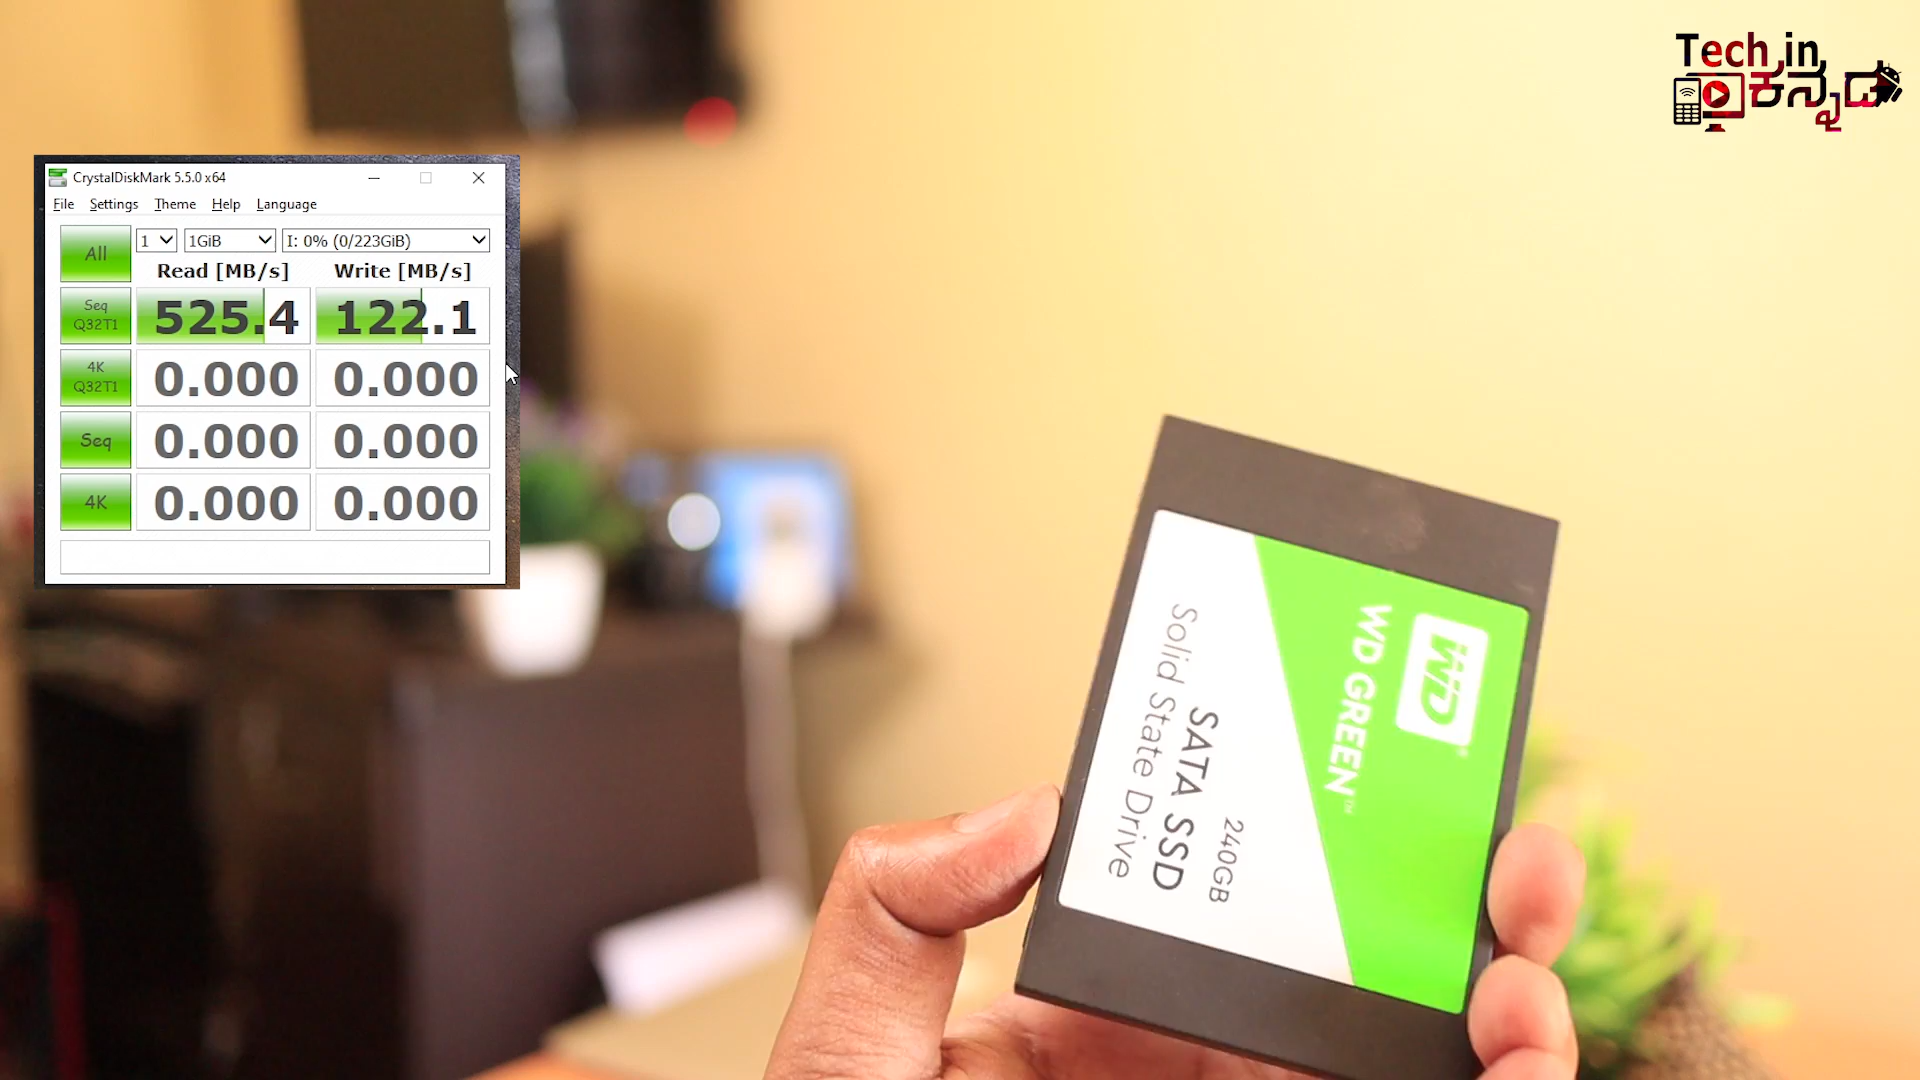 Tech in
ಕನ್ನಡ
CrystalDiskMark 5.5.0 x64
File Settings Theme Help Language
All 1 1GiB I: 0% (0/223GiB)
Read [MB/s] Write [MB/s]
Seq Q32T1 525.4 122.1
4K Q32T1 0.000 0.000
Seq 0.000 0.000
4K 0.000 0.000
WD
WD GREEN™
240GB
SATA SSD
Solid State Drive